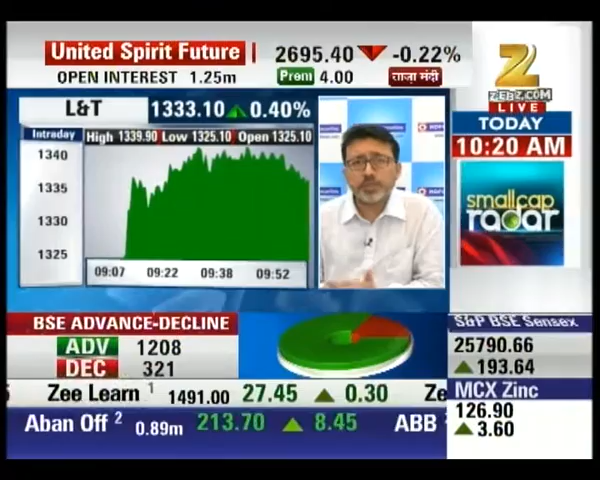 United Spirit Future
2695.40 -0.22%
OPEN INTEREST 1.25m
Prem 4.00
ताज़ा मंदी
Z
ZEEBIZ.COM
LIVE
L&T 1333.10 0.40%
TODAY
10:20 AM
Intraday High 1339.90 Low 1325.10 Open 1325.10
1340
1335
1330
1325
09:07 09:22 09:38 09:52
smallcap
radar
BSE ADVANCE-DECLINE
ADV 1208
DEC 321
S&P BSE Sensex
25790.66
193.64
MCX Zinc
126.90
3.60
5 Zee Learn 1 1491.00 27.45 0.30 Ze
Aban Off 2 0.89m 213.70 8.45 ABB